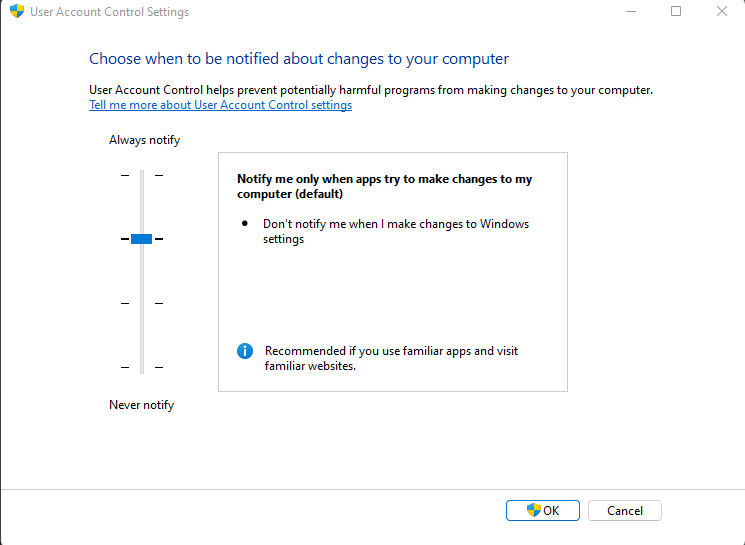 User Account Control Settings
Choose when to be notified about changes to your computer
User Account Control helps prevent potentially harmful programs from making changes to your computer.
Tell me more about User Account Control settings
Always notify
Notify me only when apps try to make changes to my
computer (default)
Don't notify me when I make changes to Windows
settings
Recommended if you use familiar apps and visit
familiar websites.
Never notify
OK
Cancel